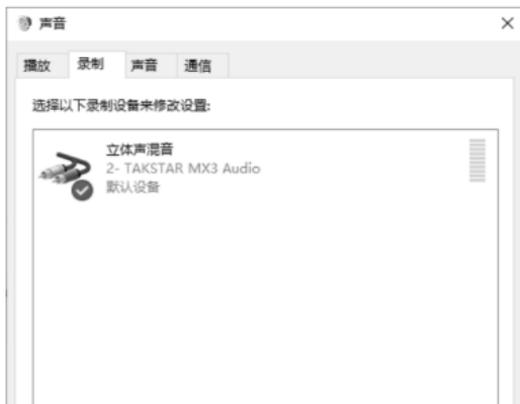 声音
播放 录制 声音 通信
选择以下录制设备来修改设置:
立体声混音
2- TAKSTAR MX3 Audio
默认设备